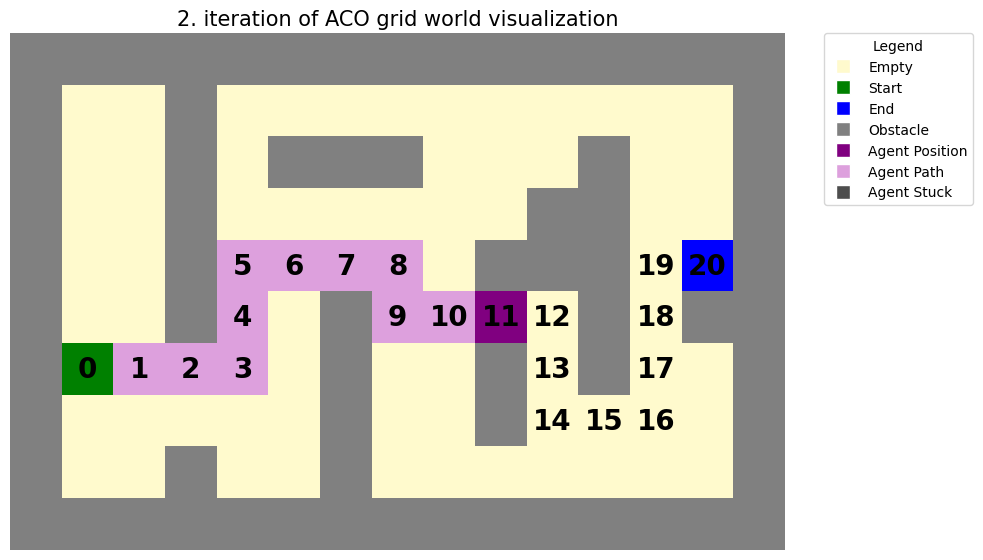 2. iteration of ACO grid world visualization
Legend
Empty
Start
End
Obstacle
Agent Position
Agent Path
Agent Stuck
5 6 7 8 19 20
4 9 10 11 12 18
0 1 2 3 13 17
14 15 16